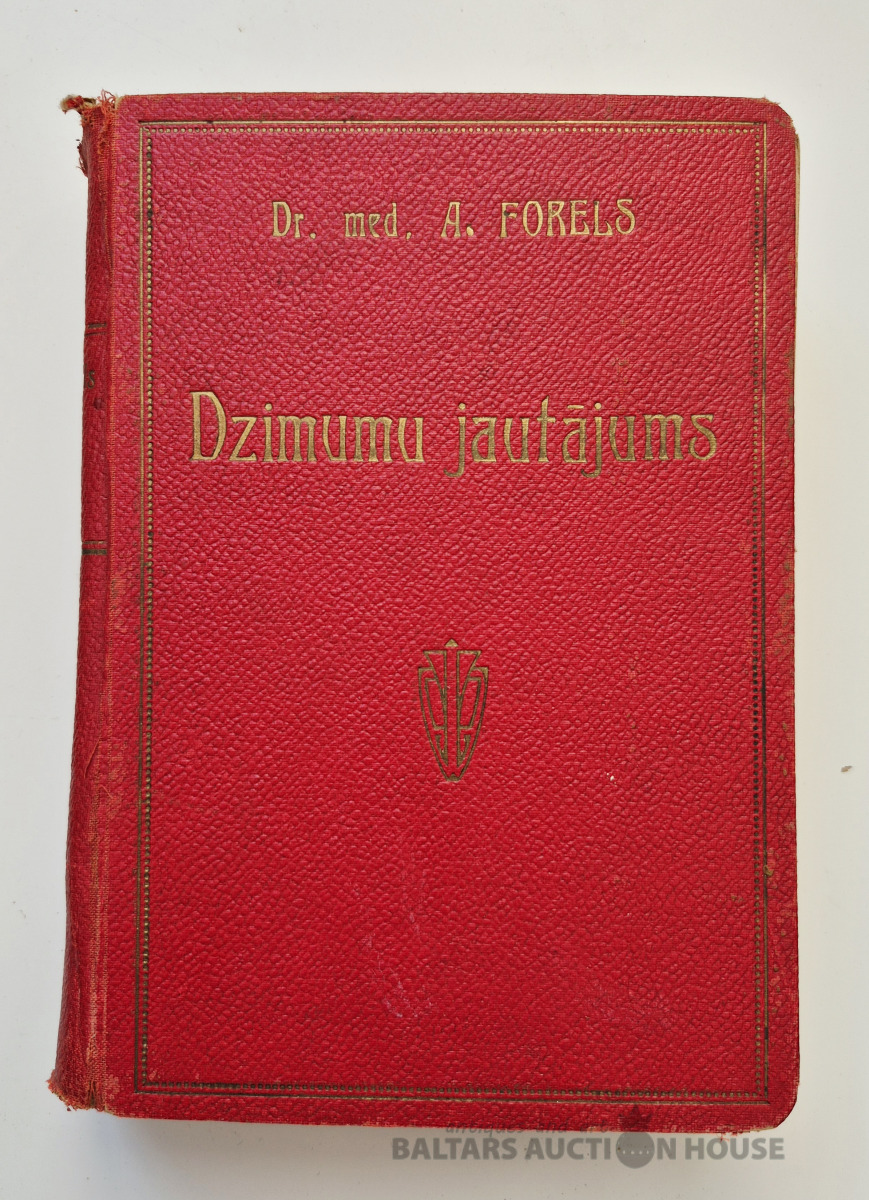 Dr. med. A. FORELS
Dzimumu jautājums
BALTARS AUCTION HOUSE